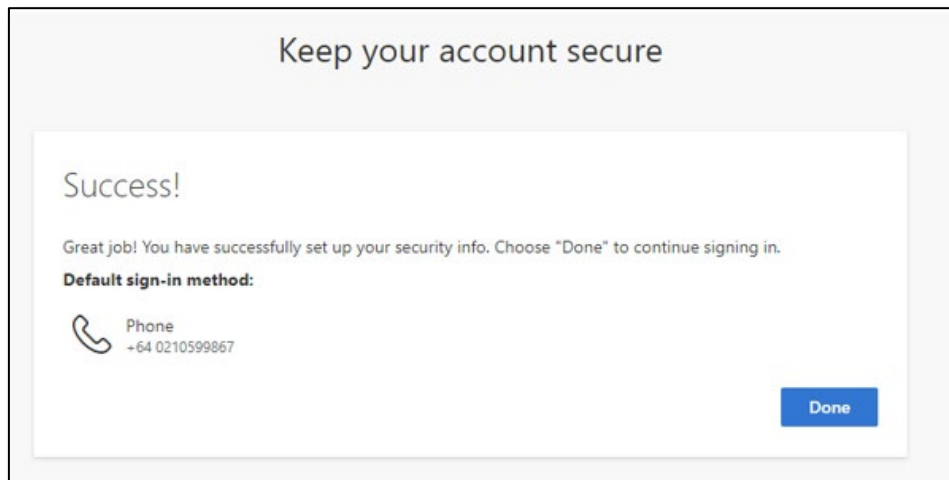 Keep your account secure
Success!
Great job! You have successfully set up your security info. Choose "Done" to continue signing in.
Default sign-in method:
Phone
+64 0210599867
Done